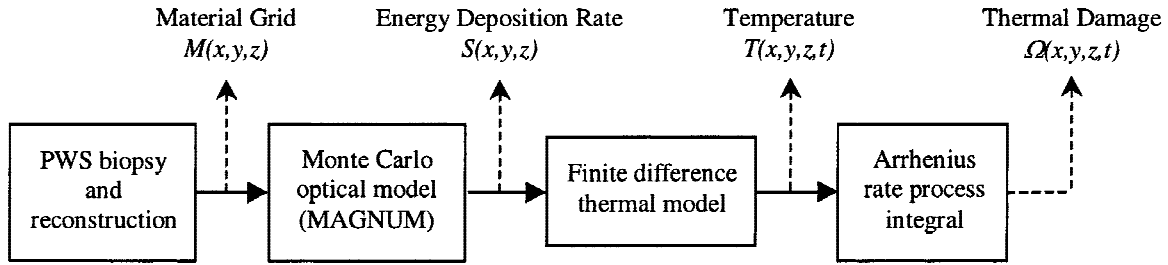 Material Grid
M(x,y,z)
Energy Deposition Rate
S(x,y,z)
Temperature
T(x,y,z,t)
Thermal Damage
Ω(x,y,z,t)
PWS biopsy
and
reconstruction
Monte Carlo
optical model
(MAGNUM)
Finite difference
thermal model
Arrhenius
rate process
integral